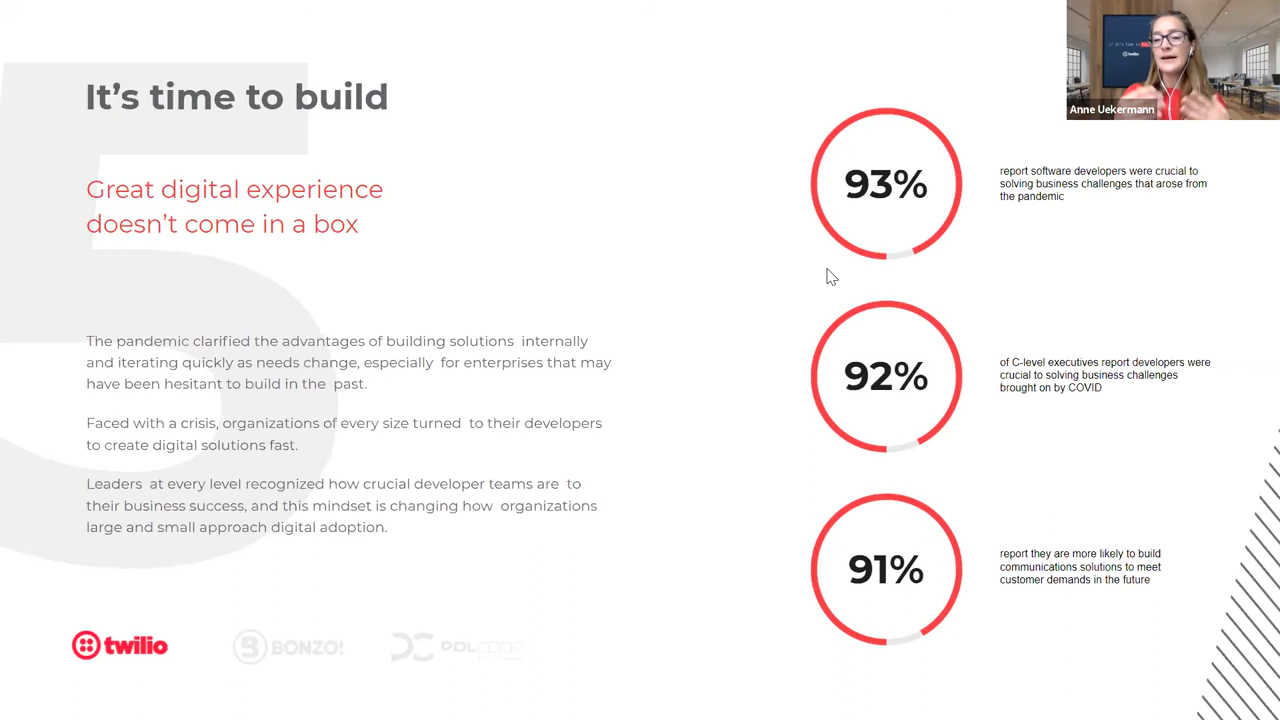 It's time to build
Great digital experience
doesn't come in a box
The pandemic clarified the advantages of building solutions internally
and iterating quickly as needs change, especially for enterprises that may
have been hesitant to build in the past.
Faced with a crisis, organizations of every size turned to their developers
to create digital solutions fast.
Leaders at every level recognized how crucial developer teams are to
their business success, and this mindset is changing how organizations
large and small approach digital adoption.
5
93%
report software developers were crucial to
solving business challenges that arose from
the pandemic
92%
of C-level executives report developers were
crucial to solving business challenges
brought on by COVID
91%
report they are more likely to build
communications solutions to meet
customer demands in the future
twilio
BONZO!
POLCODE
// It's time to
twilio
Anne Uekermann